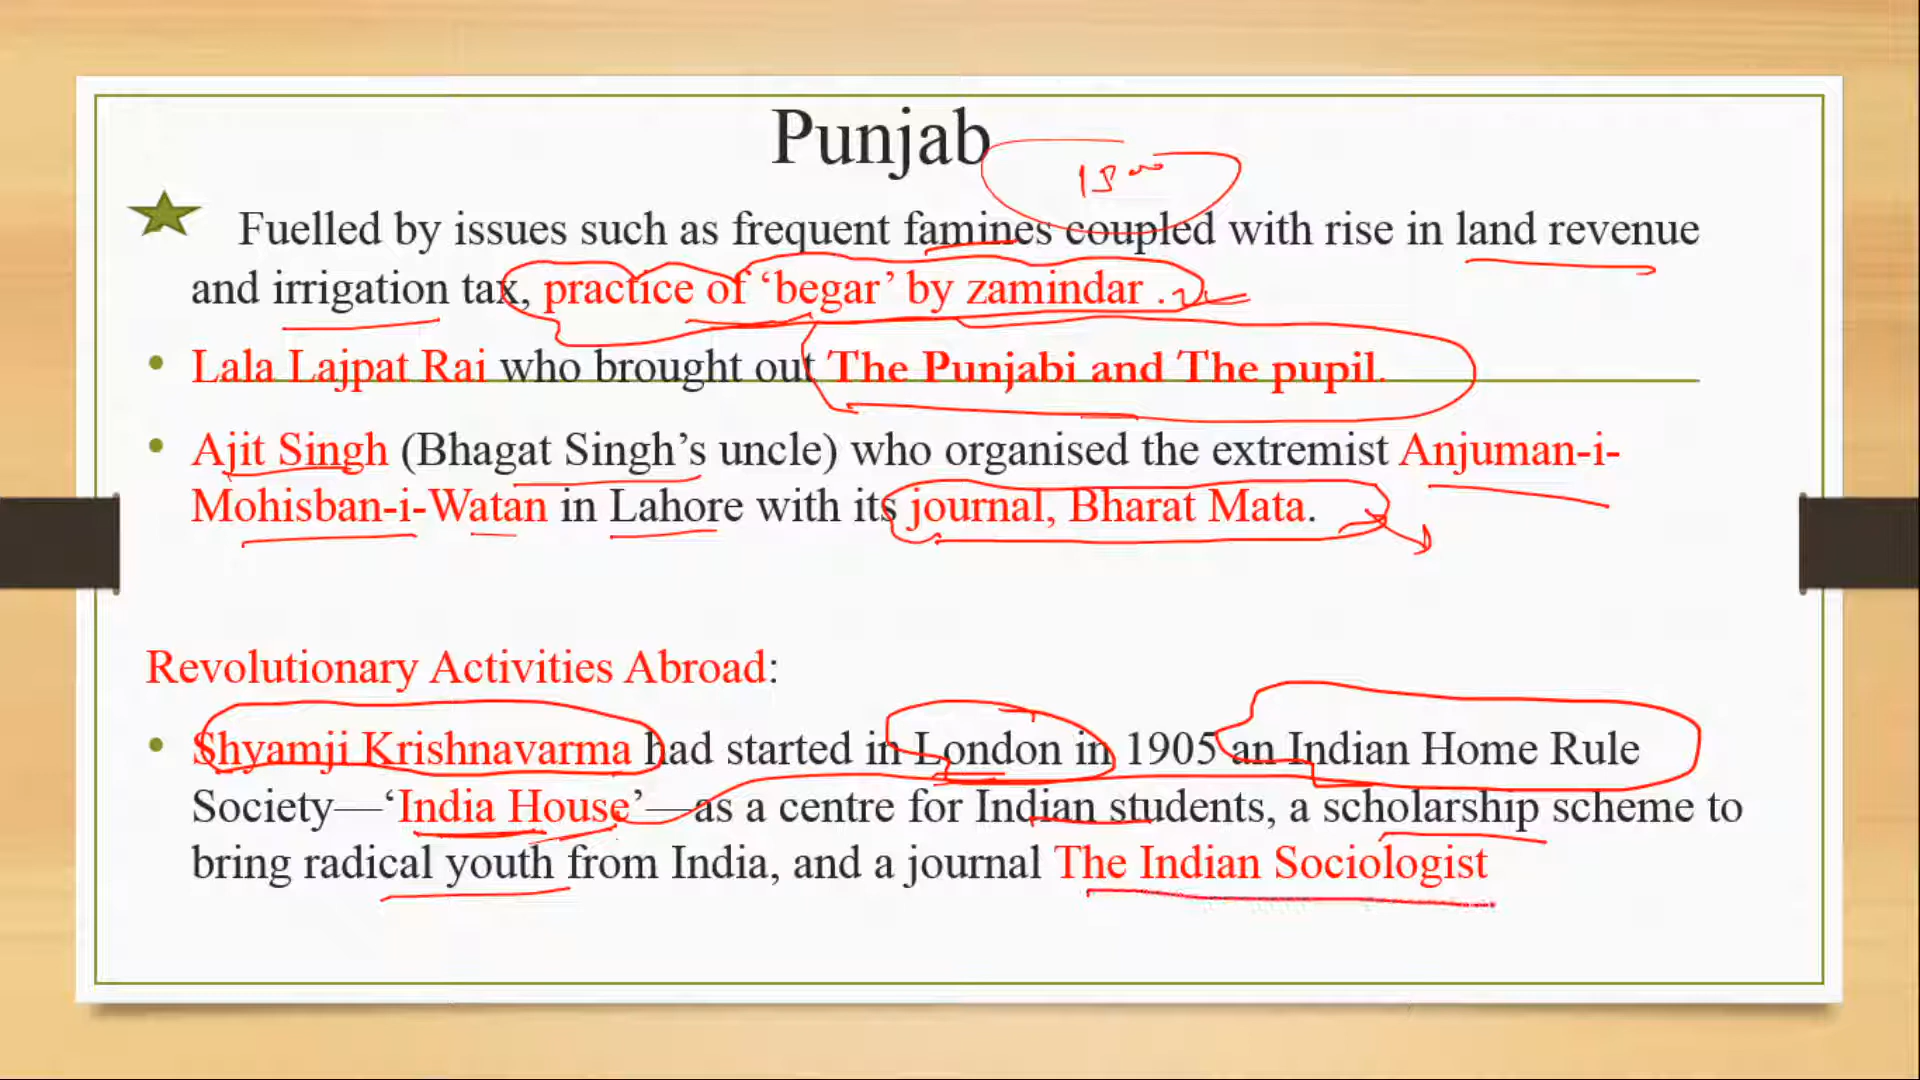 Punjab
Fuelled by issues such as frequent famines coupled with rise in land revenue
and irrigation tax, practice of ‘begar’ by zamindar .
• Lala Lajpat Rai who brought out The Punjabi and The pupil.
• Ajit Singh (Bhagat Singh’s uncle) who organised the extremist Anjuman-i-
Mohisban-i-Watan in Lahore with its journal, Bharat Mata.
Revolutionary Activities Abroad:
• Shyamji Krishnavarma had started in London in 1905 an Indian Home Rule
Society—‘India House’—as a centre for Indian students, a scholarship scheme to
bring radical youth from India, and a journal The Indian Sociologist